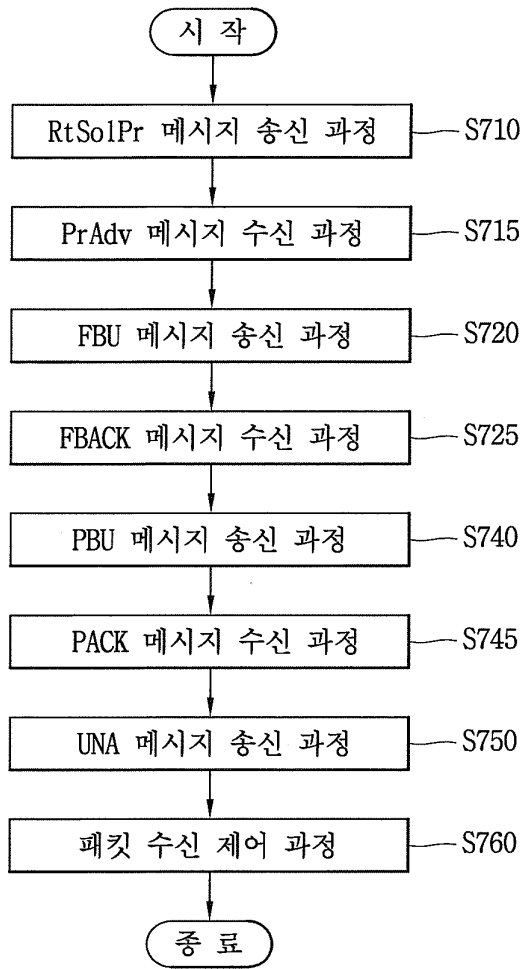 시 작
RtSolPr 메시지 송신 과정 S710
PrAdv 메시지 수신 과정 S715
FBU 메시지 송신 과정 S720
FBACK 메시지 수신 과정 S725
PBU 메시지 송신 과정 S740
PACK 메시지 수신 과정 S745
UNA 메시지 송신 과정 S750
패킷 수신 제어 과정 S760
종 료